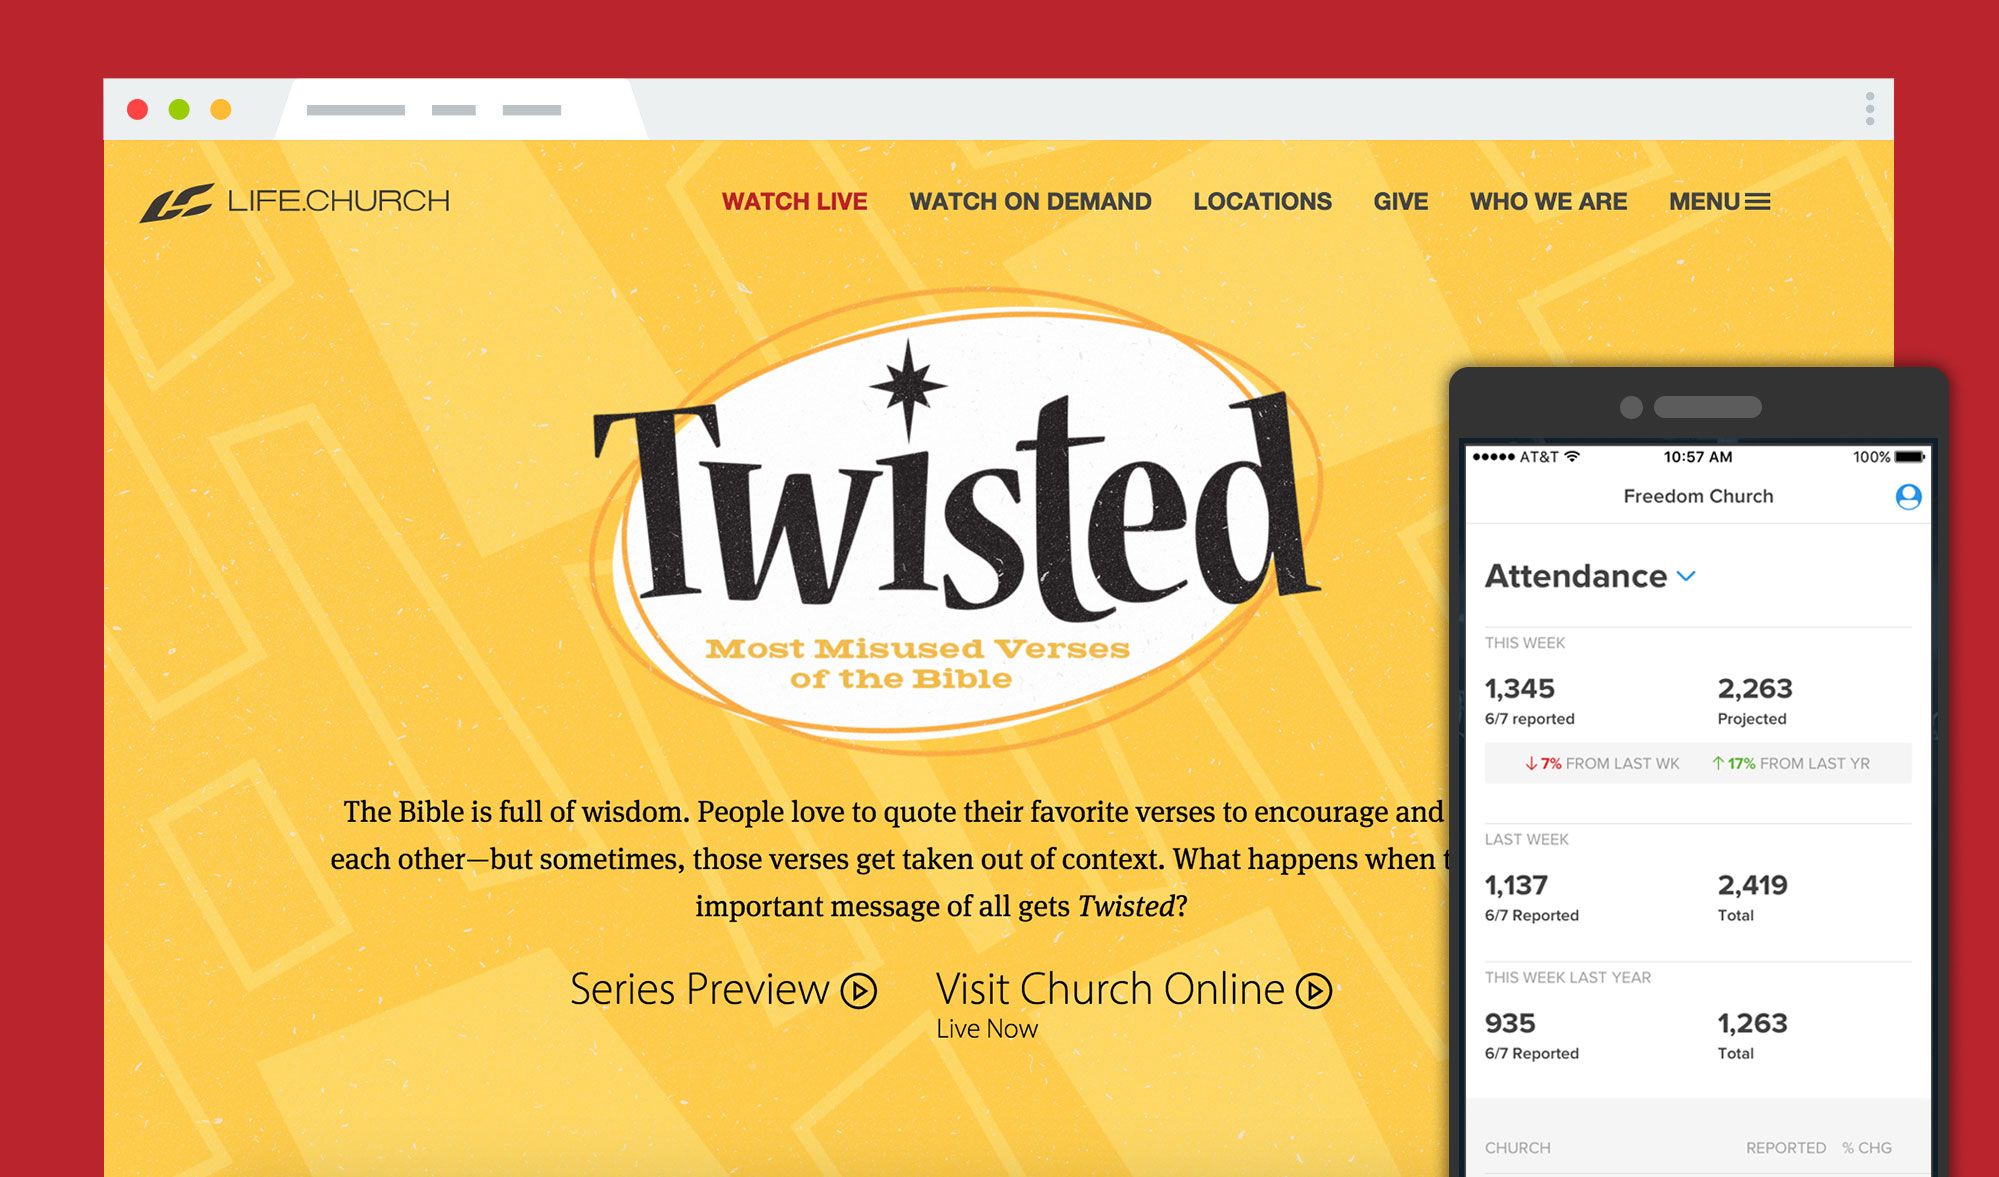 LIFE.CHURCH
WATCH LIVE WATCH ON DEMAND LOCATIONS GIVE WHO WE ARE MENU
Twisted
Most Misused Verses
of the Bible
The Bible is full of wisdom. People love to quote their favorite verses to encourage and
each other—but sometimes, those verses get taken out of context. What happens when
important message of all gets Twisted?
Series Preview
Visit Church Online
Live Now
AT&T 10:57 AM 100%
Freedom Church
Attendance
THIS WEEK
1,345 2,263
6/7 reported Projected
↓7% FROM LAST WK ↑17% FROM LAST YR
LAST WEEK
1,137 2,419
6/7 Reported Total
THIS WEEK LAST YEAR
935 1,263
6/7 Reported Total
CHURCH REPORTED % CHG